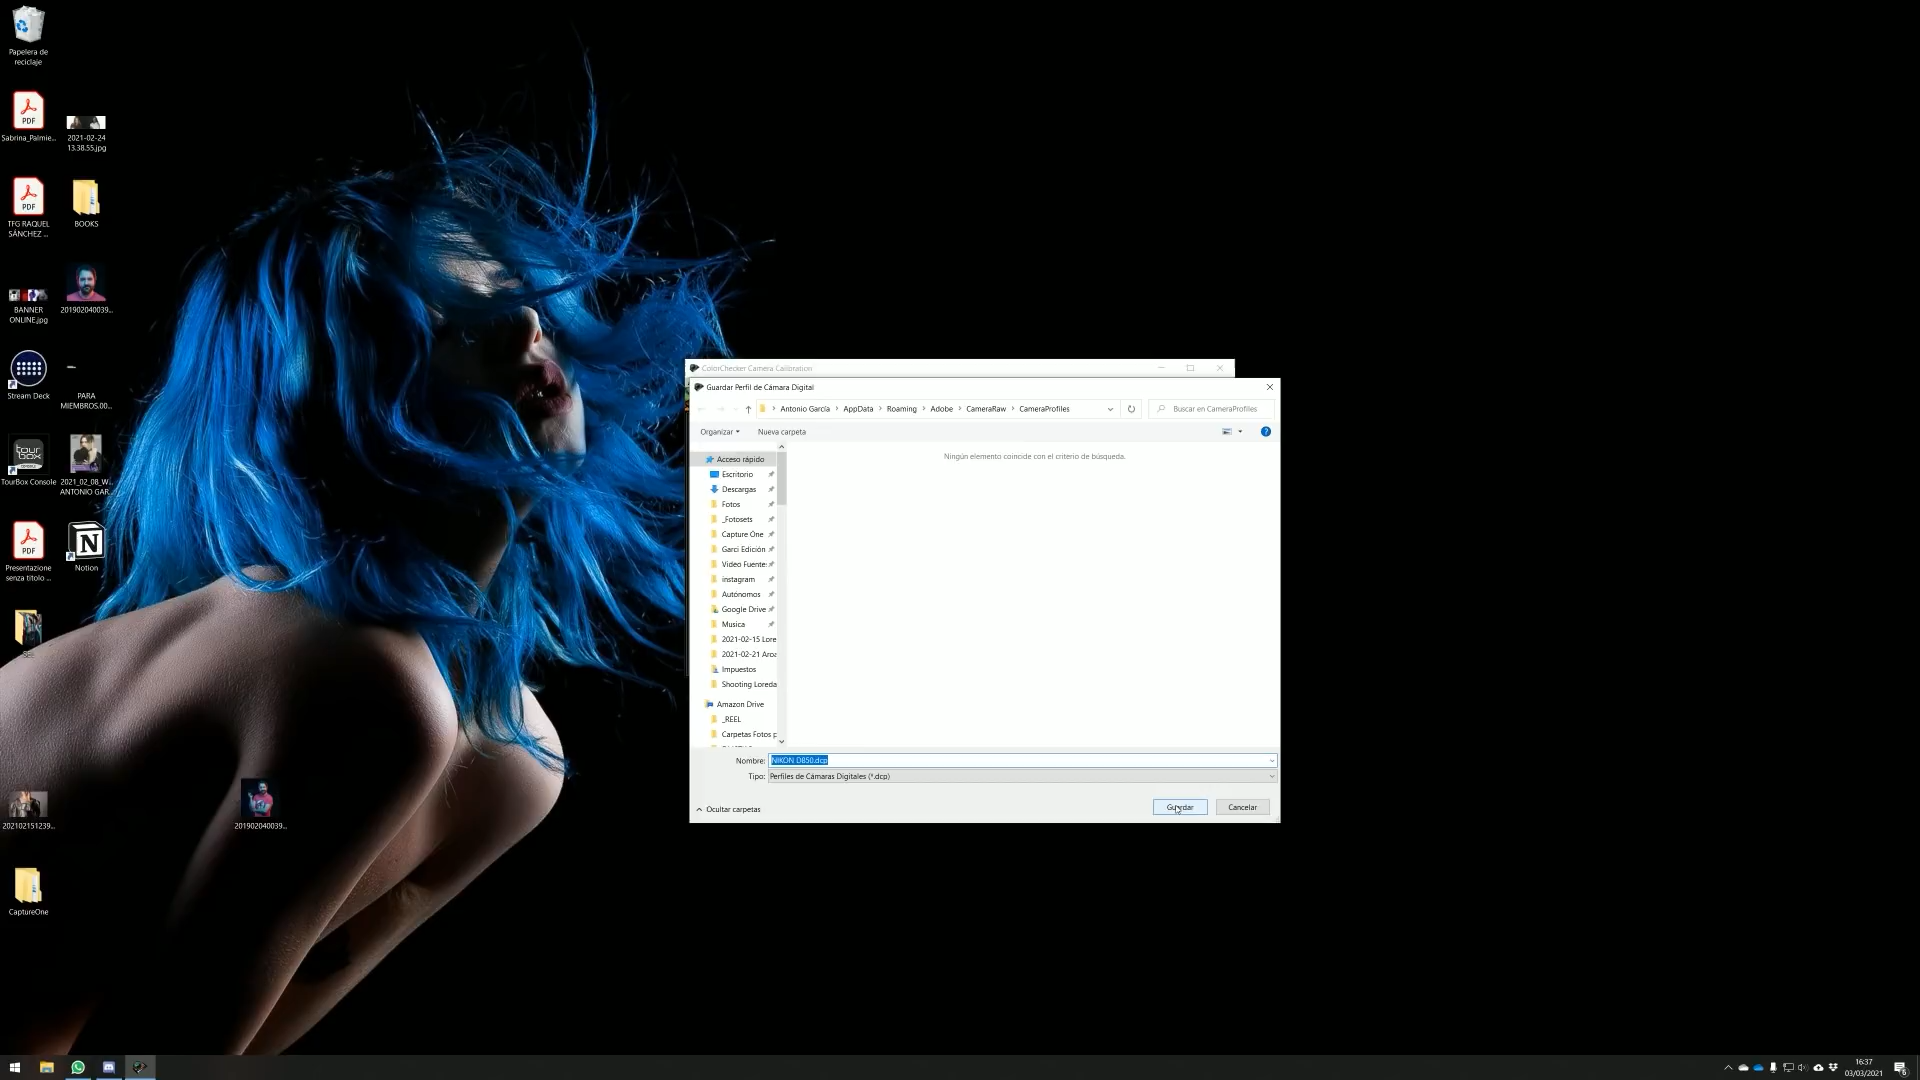 Papelera de
reciclaje
Sabrina_Palmie...
2021-02-24
13.38.55.jpg
TFG RAQUEL
SÁNCHEZ ...
BOOKS
BANNER
ONLINE.jpg
201902040039...
Stream Deck
PARA
MIEMBROS.00...
TourBox Console
2021_02_08_W...
ANTONIO GAR...
Presentazione
senza titolo ...
Notion
202102151239...
201902040039...
CaptureOne
ColorChecker Camera Calibration
Guardar Perfil de Cámara Digital
Antonio García > AppData > Roaming > Adobe > CameraRaw > CameraProfiles
Buscar en CameraProfiles
Organizar
Nueva carpeta
Ningún elemento coincide con el criterio de búsqueda.
Acceso rápido
Escritorio
Descargas
Fotos
_Fotosets
Capture One
Garci Edición
Video Fuente:
instagram
Autónomos
Google Drive
Musica
2021-02-15 Lore
2021-02-21 Aroa
Impuestos
Shooting Loreda
Amazon Drive
_REEL
Carpetas Fotos p
Nombre: NIKON D850.dcp
Tipo: Perfiles de Cámaras Digitales (*.dcp)
Ocultar carpetas
Guardar
Cancelar
16:37
03/03/2021